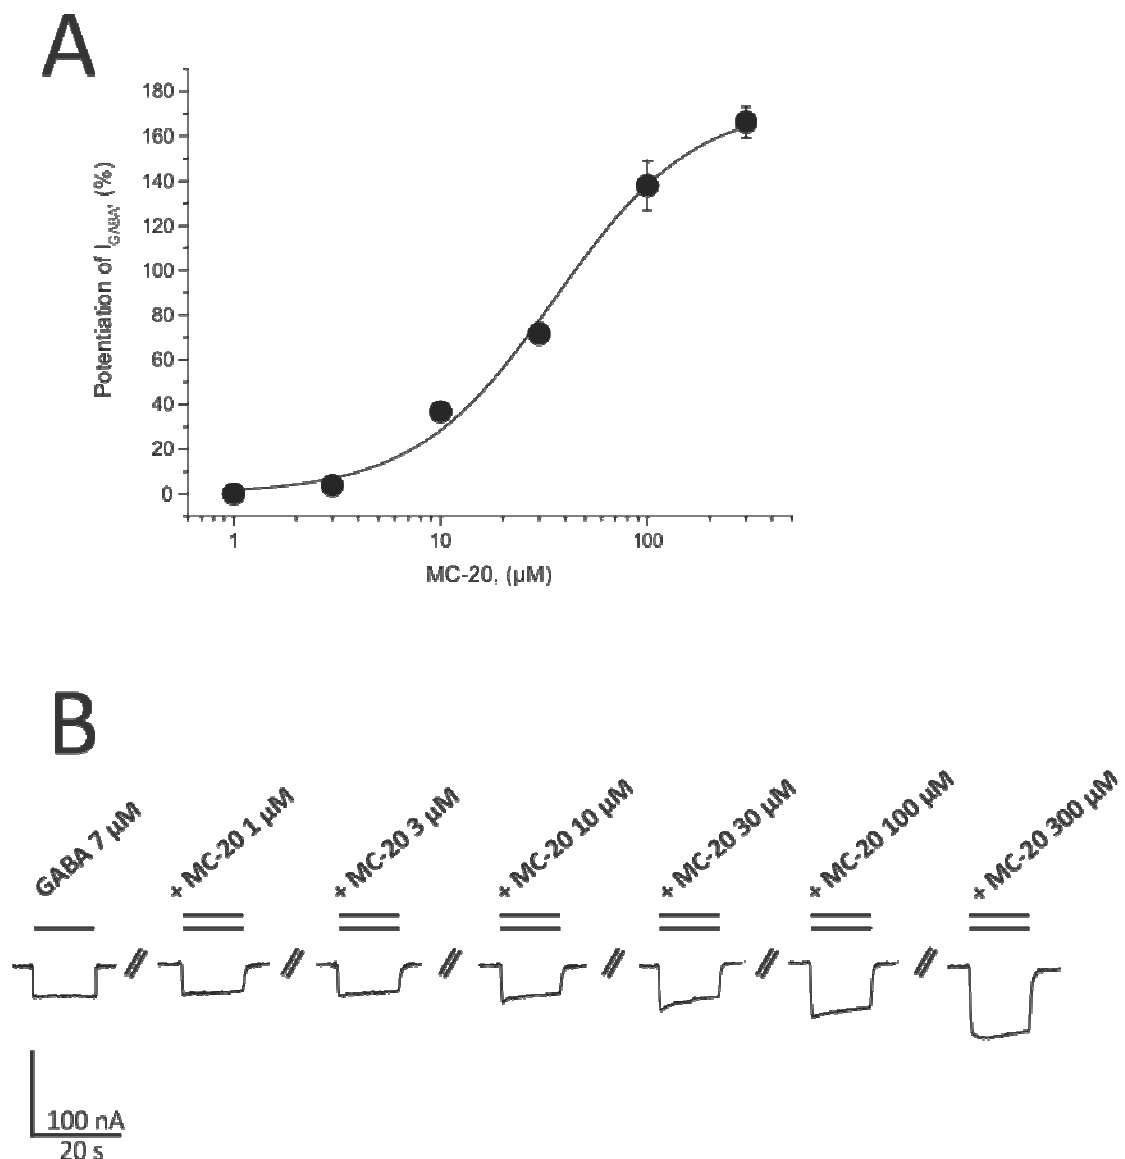 A
180
160
140
120
100
80
60
40
20
0
Potentiation of I_GABA, (%)
1 10 100
MC-20, (µM)
B
GABA 7 µM
+ MC-20 1 µM
+ MC-20 3 µM
+ MC-20 10 µM
+ MC-20 30 µM
+ MC-20 100 µM
+ MC-20 300 µM
100 nA
20 s